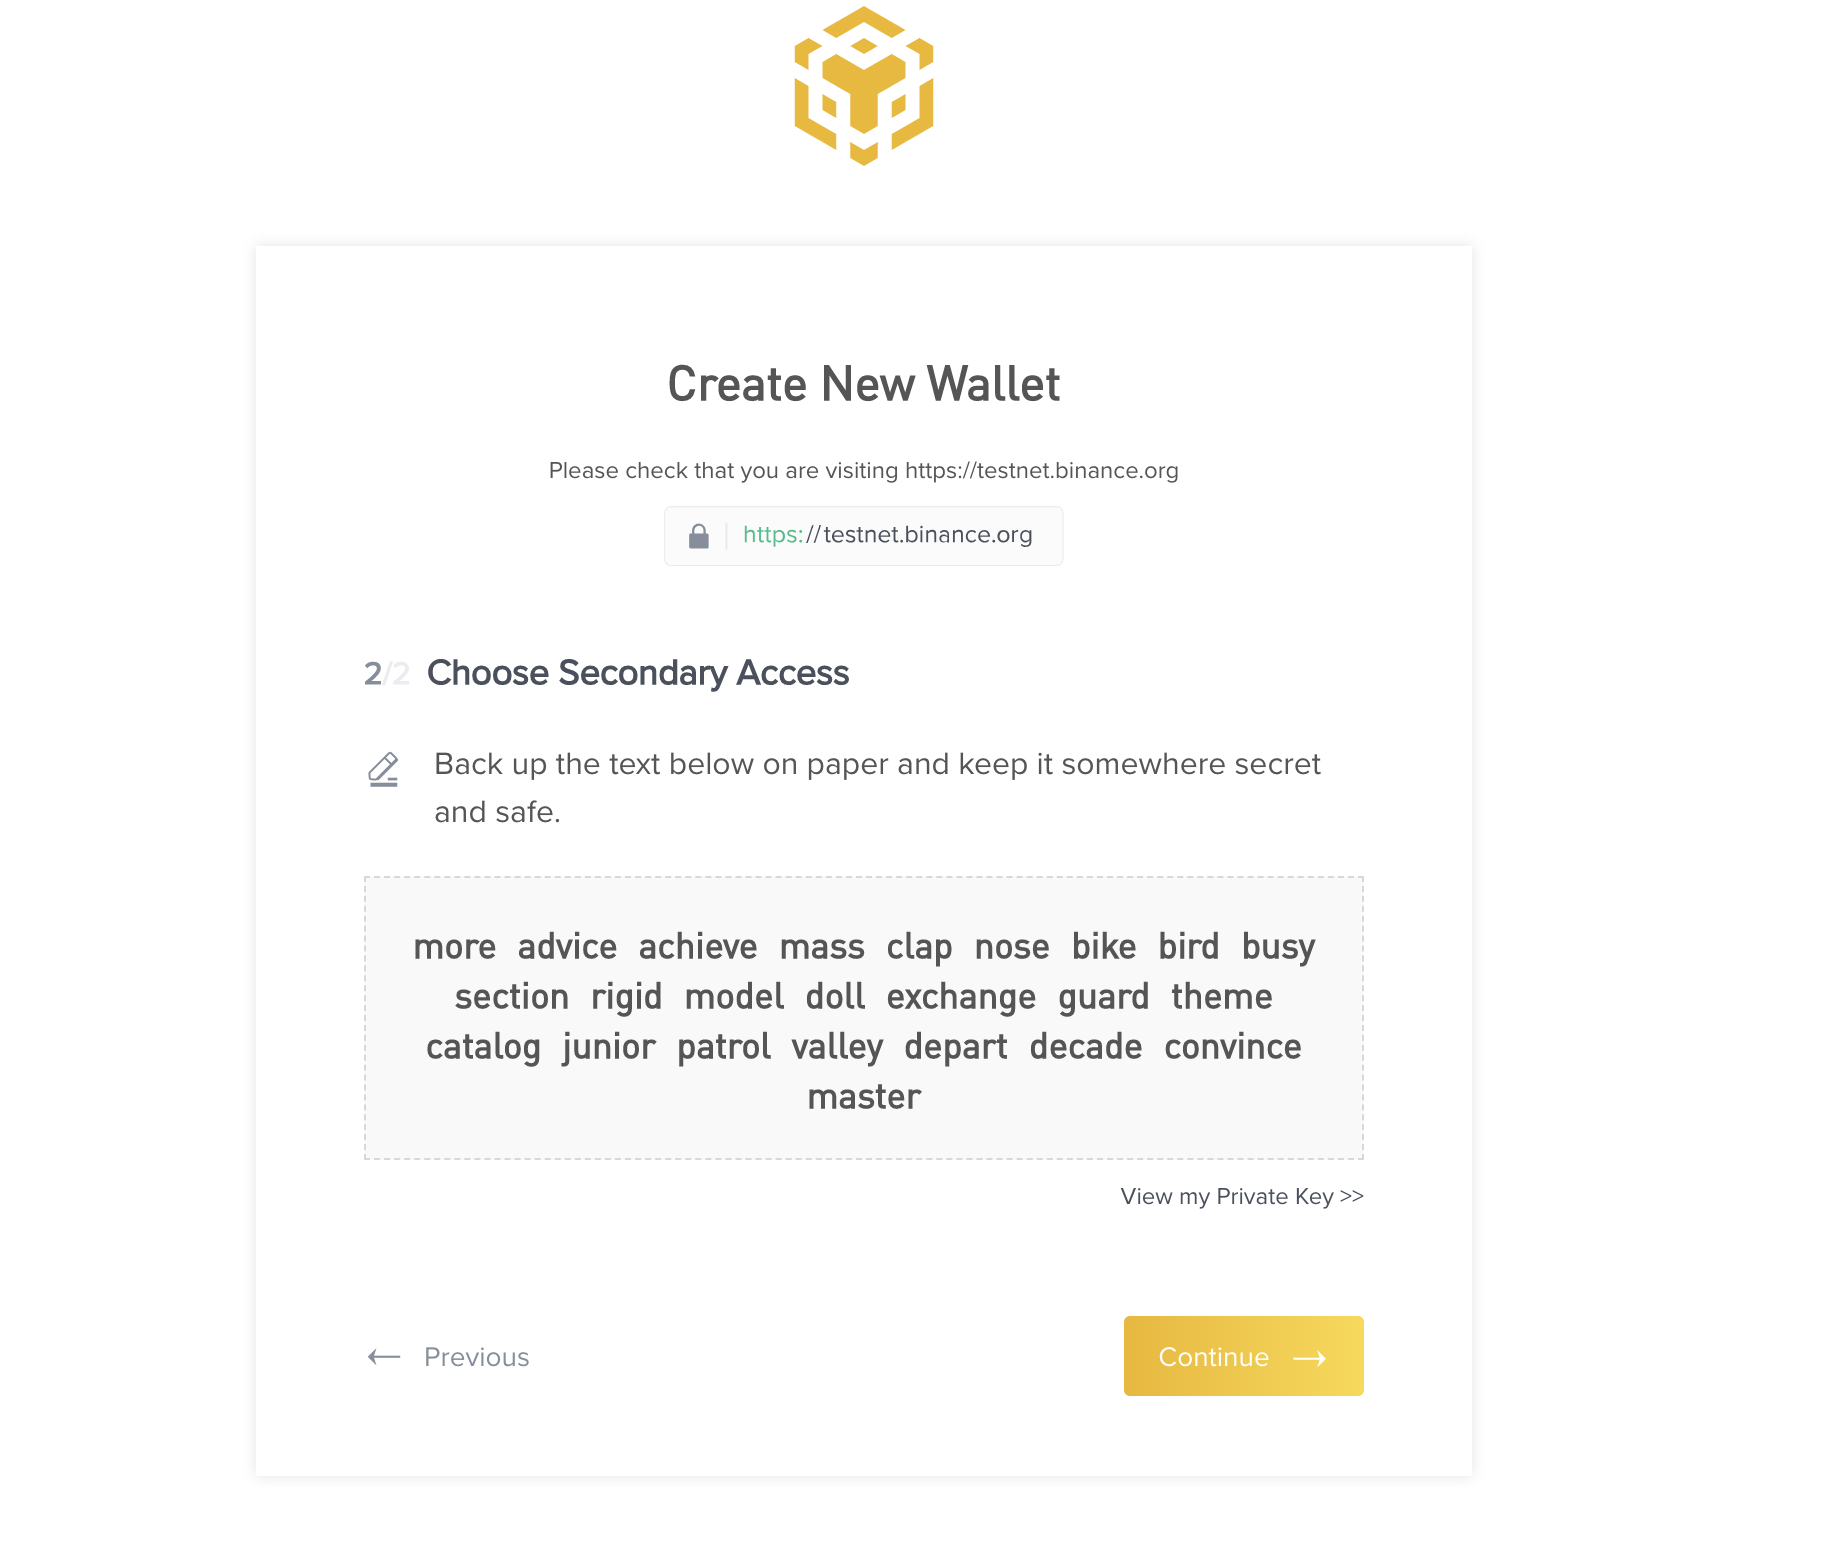 Create New Wallet
Please check that you are visiting https://testnet.binance.org
https://testnet.binance.org
2/2 Choose Secondary Access
Back up the text below on paper and keep it somewhere secret
and safe.
more advice achieve mass clap nose bike bird busy
section rigid model doll exchange guard theme
catalog junior patrol valley depart decade convince
master
View my Private Key >>
Previous
Continue